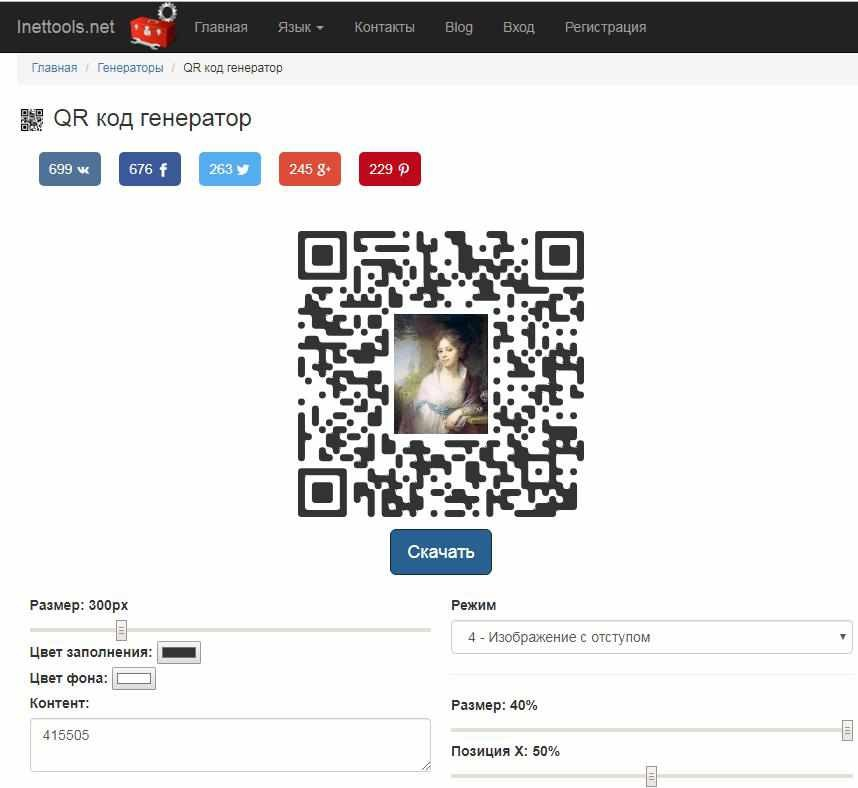 Inettools.net Главная Язык Контакты Blog Вход Регистрация
Главная / Генераторы / QR код генератор
QR код генератор
699 676 263 245 g+ 229
Скачать
Размер: 300px
Цвет заполнения:
Цвет фона:
Контент:
415505
Режим
4 - Изображение с отступом
Размер: 40%
Позиция X: 50%